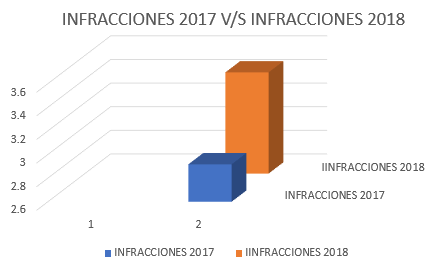 INFRACCIONES 2017 V/S INFRACCIONES 2018
3.6
3.4
3.2
3
2.8
2.6
1
2
IINFRACCIONES 2018
INFRACCIONES 2017
INFRACCIONES 2017 IINFRACCIONES 2018